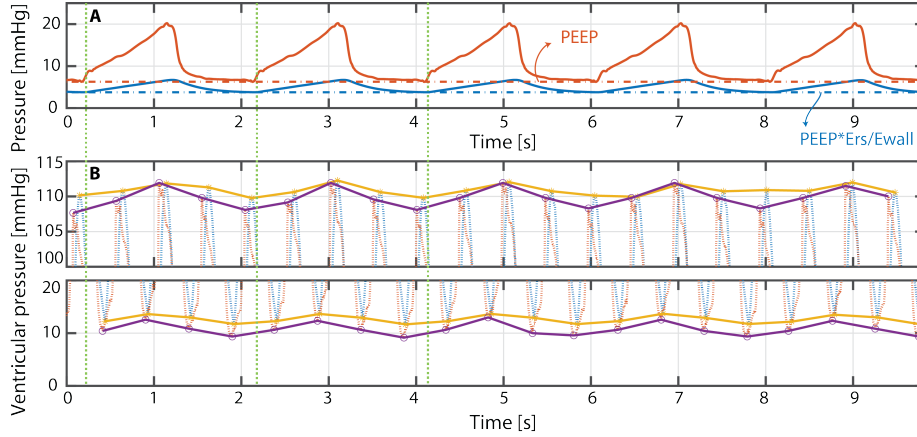 A
Pressure [mmHg]
20
10
0
PEEP
PEEP*Ers/Ewall
0 1 2 3 4 5 6 7 8 9
Time [s]
B
Ventricular pressure [mmHg]
115
110
105
100
20
10
0
0 1 2 3 4 5 6 7 8 9
Time [s]